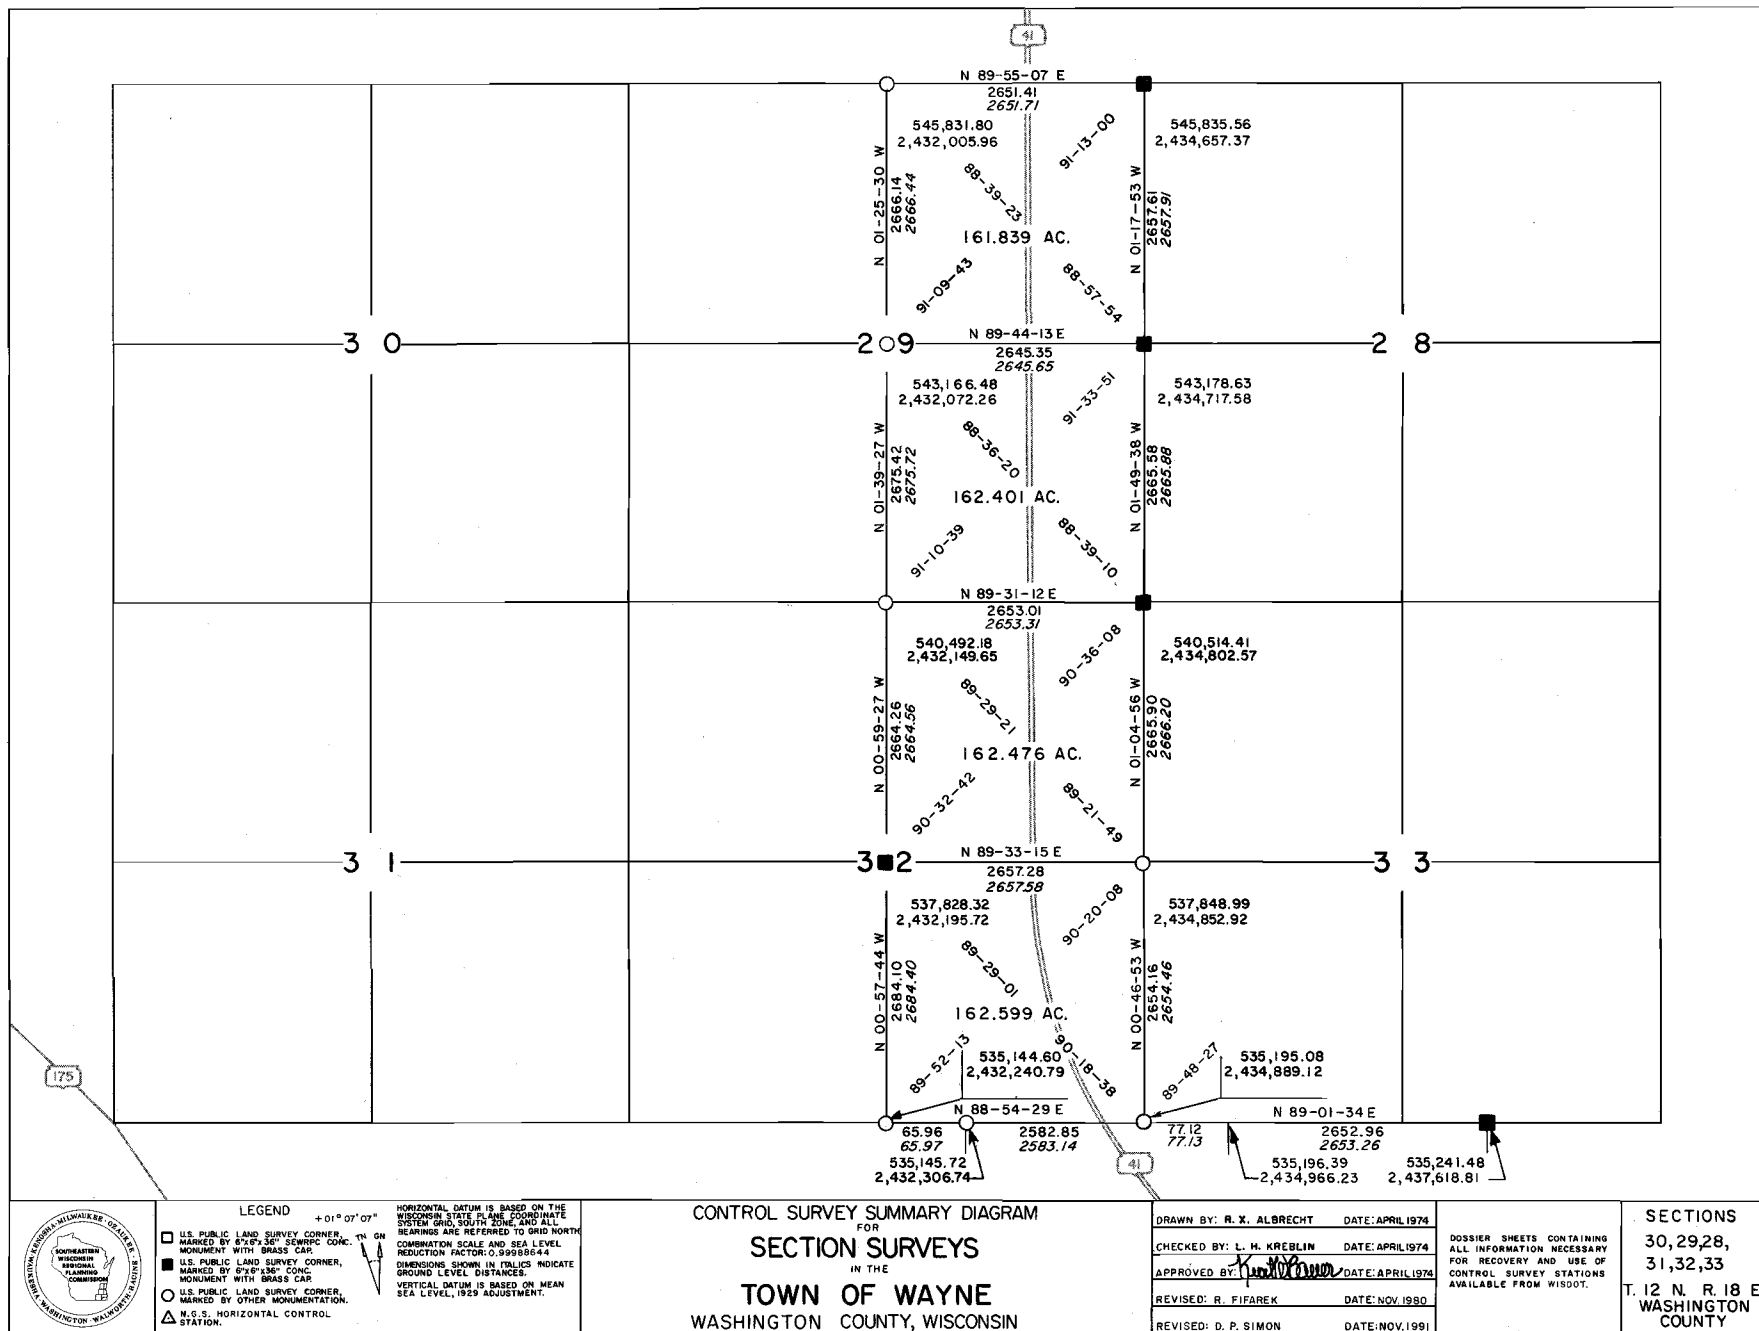 41
N 89-55-07 E
2651.41
2651.71
545,831.80
2,432,005.96
91-13-00
545,835.56
2,434,657.37
N 01-25-30 W
2666.14
2666.44
88-39-23
N 01-17-53 W
2657.61
2657.91
161.839 AC.
91-09-43
88-57-54
30
29
28
N 89-44-13 E
2645.35
2645.65
543,166.48
2,432,072.26
91-33-51
543,178.63
2,434,717.58
N 01-39-27 W
2675.42
2675.72
88-36-20
N 01-49-38 W
2665.58
2665.88
162.401 AC.
91-10-39
88-39-10
N 89-31-12 E
2653.01
2653.31
540,492.18
2,432,149.65
90-36-08
540,514.41
2,434,802.57
N 00-59-27 W
2664.26
2664.56
89-29-21
N 01-04-56 W
2665.90
2666.20
162.476 AC.
90-32-42
89-21-49
31
32
33
N 89-33-15 E
2657.28
2657.58
537,828.32
2,432,195.72
90-20-08
537,848.99
2,434,852.92
N 00-57-44 W
2684.10
2684.40
89-29-01
N 00-46-53 W
2654.16
2654.46
162.599 AC.
89-52-13
535,144.60
2,432,240.79
90-18-38
89-48-27
535,195.08
2,434,889.12
175
N 88-54-29 E
N 89-01-34 E
65.96
65.97
2582.85
2583.14
77.12
77.13
2652.96
2653.26
535,145.72
2,432,306.74
41
535,196.39
2,434,966.23
535,241.48
2,437,618.81
SOUTHEASTERN
WISCONSIN
REGIONAL
PLANNING
COMMISSION
KENOSHA·MILWAUKEE·OZAUKEE·RACINE·WALWORTH·WASHINGTON·WAUKESHA
LEGEND
+01°07'07"
TN GN
U.S. PUBLIC LAND SURVEY CORNER,
MARKED BY 6"x6"x36" SEWRPC CONC.
MONUMENT WITH BRASS CAP.
U.S. PUBLIC LAND SURVEY CORNER,
MARKED BY 6"x6"x36" CONC.
MONUMENT WITH BRASS CAP.
U.S. PUBLIC LAND SURVEY CORNER,
MARKED BY OTHER MONUMENTATION.
N.G.S. HORIZONTAL CONTROL
STATION.
HORIZONTAL DATUM IS BASED ON THE
WISCONSIN STATE PLANE COORDINATE
SYSTEM GRID, SOUTH ZONE, AND ALL
BEARINGS ARE REFERRED TO GRID NORTH
COMBINATION SCALE AND SEA LEVEL
REDUCTION FACTOR: 0.99988644
DIMENSIONS SHOWN IN ITALICS INDICATE
GROUND LEVEL DISTANCES.
VERTICAL DATUM IS BASED ON MEAN
SEA LEVEL, 1929 ADJUSTMENT.
CONTROL SURVEY SUMMARY DIAGRAM
FOR
SECTION SURVEYS
IN THE
TOWN OF WAYNE
WASHINGTON COUNTY, WISCONSIN
DRAWN BY: R. X. ALBRECHT DATE: APRIL 1974
CHECKED BY: L. H. KREBLIN DATE: APRIL 1974
APPROVED BY: DATE: APRIL 1974
REVISED: R. FIFAREK DATE: NOV. 1980
REVISED: D. P. SIMON DATE: NOV. 1991
DOSSIER SHEETS CONTAINING
ALL INFORMATION NECESSARY
FOR RECOVERY AND USE OF
CONTROL SURVEY STATIONS
AVAILABLE FROM WISDOT.
SECTIONS
30,29,28,
31,32,33
T. 12 N. R. 18 E
WASHINGTON
COUNTY